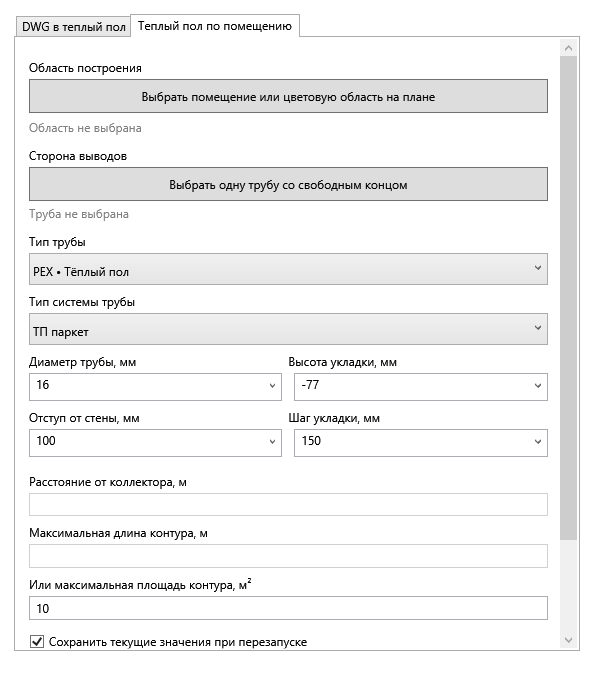 DWG в теплый пол
Теплый пол по помещению
Область построения
Выбрать помещение или цветовую область на плане
Область не выбрана
Сторона выводов
Выбрать одну трубу со свободным концом
Труба не выбрана
Тип трубы
PEX • Тёплый пол
Тип системы трубы
ТП паркет
Диаметр трубы, мм
Высота укладки, мм
16
-77
Отступ от стены, мм
Шаг укладки, мм
100
150
Расстояние от коллектора, м
Максимальная длина контура, м
Или максимальная площадь контура, м²
10
Сохранить текущие значения при перезапуске